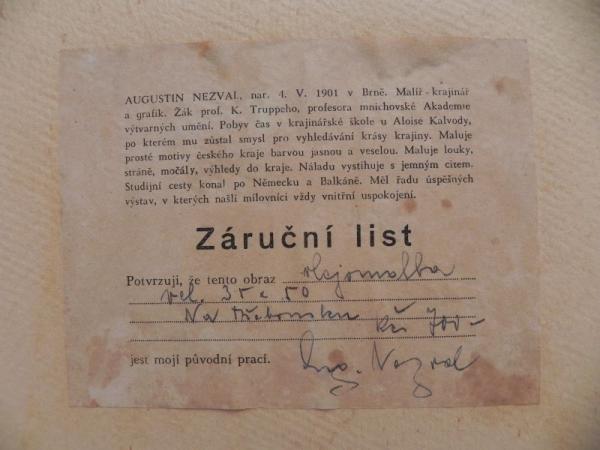 AUGUSTIN NEZVAL, nar. 4. V. 1901 v Brně. Malíř - krajinář
a grafik. Žák prof. K. Truppeho, profesora mnichovské Akademie
výtvarných umění. Pobyv čas v krajinářské škole u Aloise Kalvody,
po kterém mu zůstal smysl pro vyhledávání krásy krajiny. Maluje
prosté motivy českého kraje barvou jasnou a veselou. Maluje louky,
stráně, močály, výhledy do kraje. Náladu vystihuje s jemným citem.
Studijní cesty konal po Německu a Balkáně. Měl řadu úspěšných
výstav, v kterých našli milovníci vždy vnitřní uspokojení.
Záruční list
Potvrzuji, že tento obraz olejomalba
vel. 35 x 50
Na Třeboňsku Kčs 700-
jest mojí původní prací. Aug. Nezval